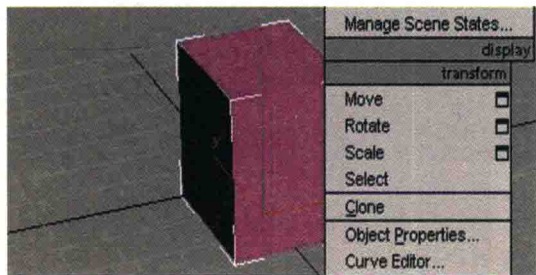 Manage Scene States...
display
transform
Move
Rotate
Scale
Select
Clone
Object Properties...
Curve Editor...